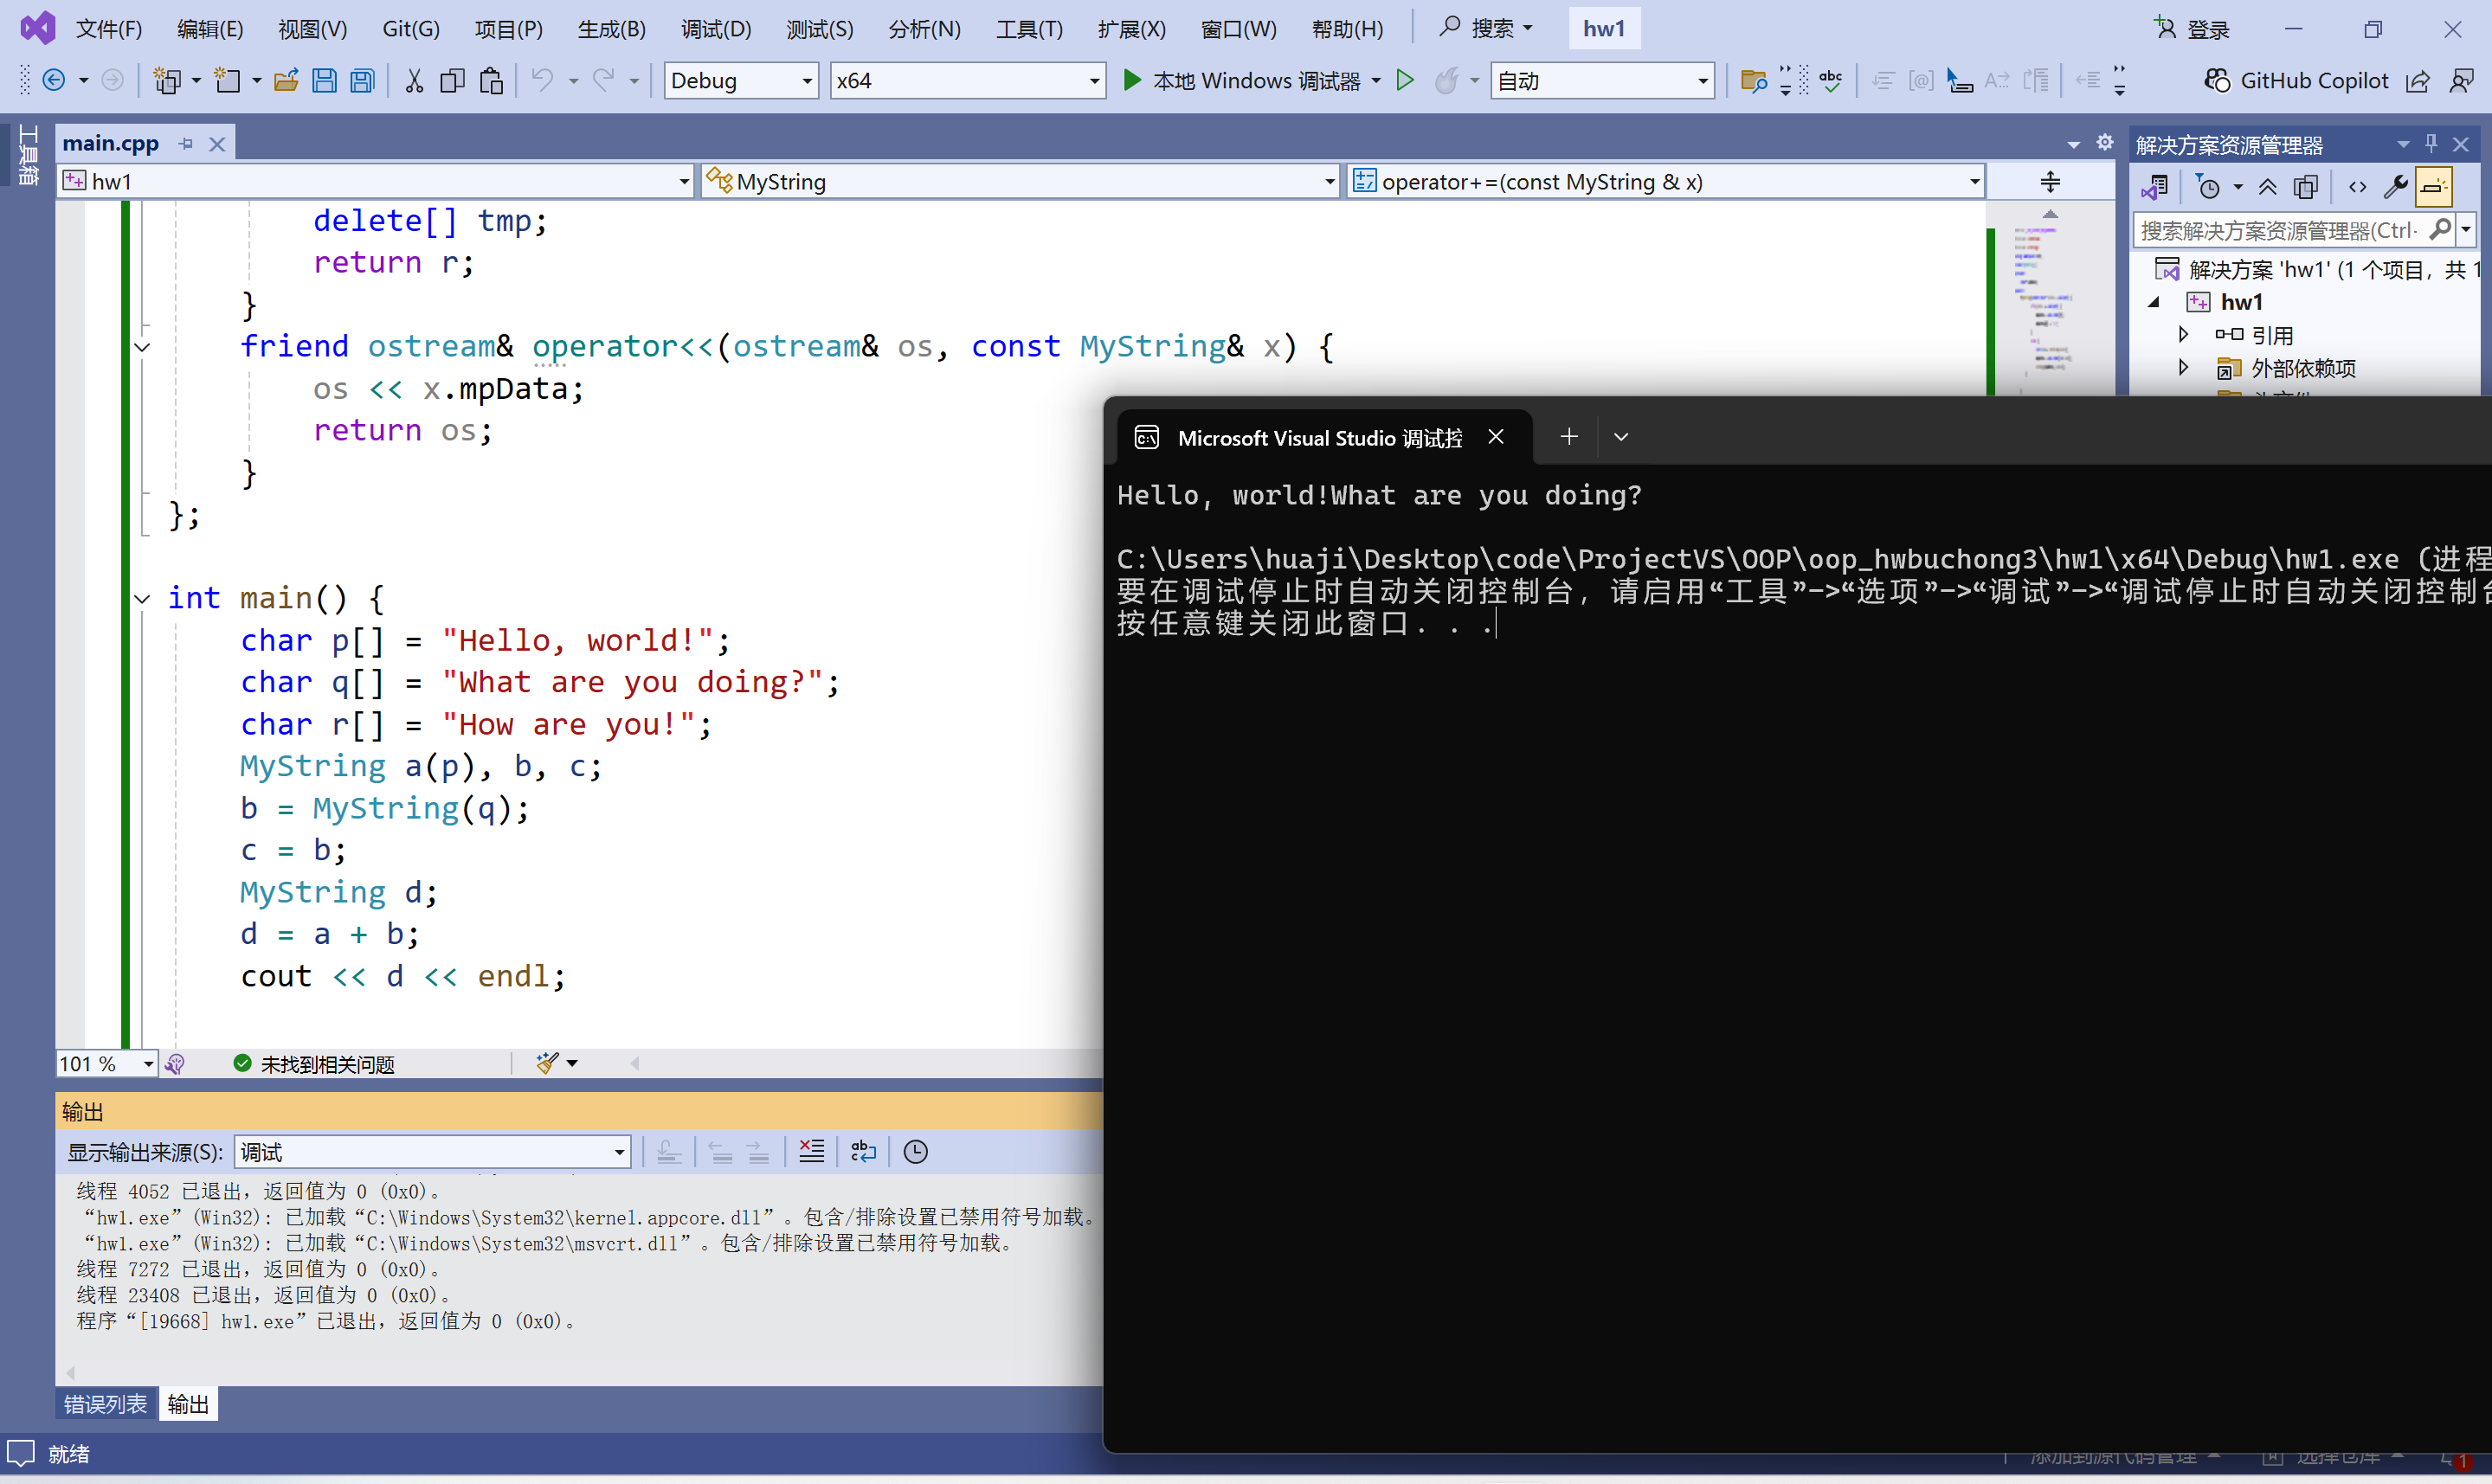 文件(F) 编辑(E) 视图(V) Git(G) 项目(P) 生成(B) 调试(D) 测试(S) 分析(N) 工具(T) 扩展(X) 窗口(W) 帮助(H) 搜索 hw1 登录
Debug x64 本地 Windows 调试器 自动 GitHub Copilot
工具箱
main.cpp
hw1 MyString operator+=(const MyString & x)
delete[] tmp;
return r;
}
friend ostream& operator<<(ostream& os, const MyString& x) {
os << x.mpData;
return os;
}
};
int main() {
char p[] = "Hello, world!";
char q[] = "What are you doing?";
char r[] = "How are you!";
MyString a(p), b, c;
b = MyString(q);
c = b;
MyString d;
d = a + b;
cout << d << endl;
101 % 未找到相关问题
输出
显示输出来源(S): 调试
线程 4052 已退出，返回值为 0 (0x0)。
“hw1.exe”(Win32): 已加载“C:\Windows\System32\kernel.appcore.dll”。包含/排除设置已禁用符号加载。
“hw1.exe”(Win32): 已加载“C:\Windows\System32\msvcrt.dll”。包含/排除设置已禁用符号加载。
线程 7272 已退出，返回值为 0 (0x0)。
线程 23408 已退出，返回值为 0 (0x0)。
程序“[19668] hw1.exe”已退出，返回值为 0 (0x0)。
错误列表 输出
就绪
解决方案资源管理器
搜索解决方案资源管理器(Ctrl-
解决方案 'hw1' (1 个项目，共 1
hw1
引用
外部依赖项
Microsoft Visual Studio 调试控
Hello, world!What are you doing?
C:\Users\huaji\Desktop\code\ProjectVS\OOP\oop_hwbuchong3\hw1\x64\Debug\hw1.exe (进程
要在调试停止时自动关闭控制台，请启用“工具”->“选项”->“调试”->“调试停止时自动关闭控制台
按任意键关闭此窗口. . .
添加到源代码管理 选择仓库 1